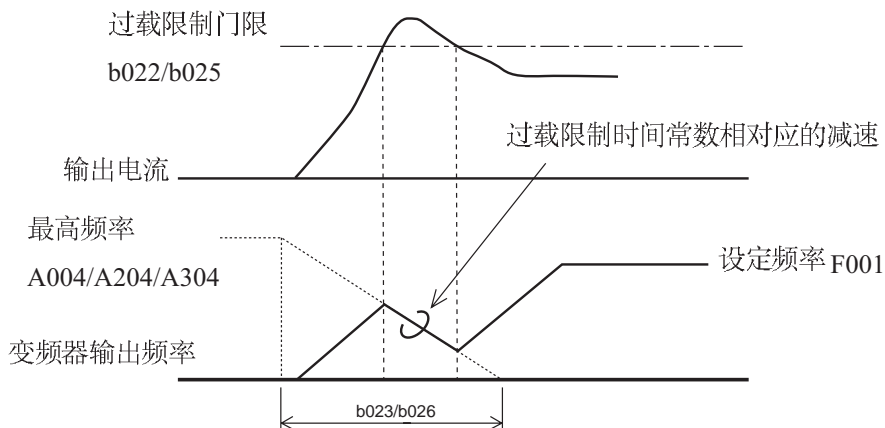 过载限制门限
b022/b025
过载限制时间常数相对应的减速
输出电流
最高频率
A004/A204/A304
设定频率 F001
变频器输出频率
b023/b026